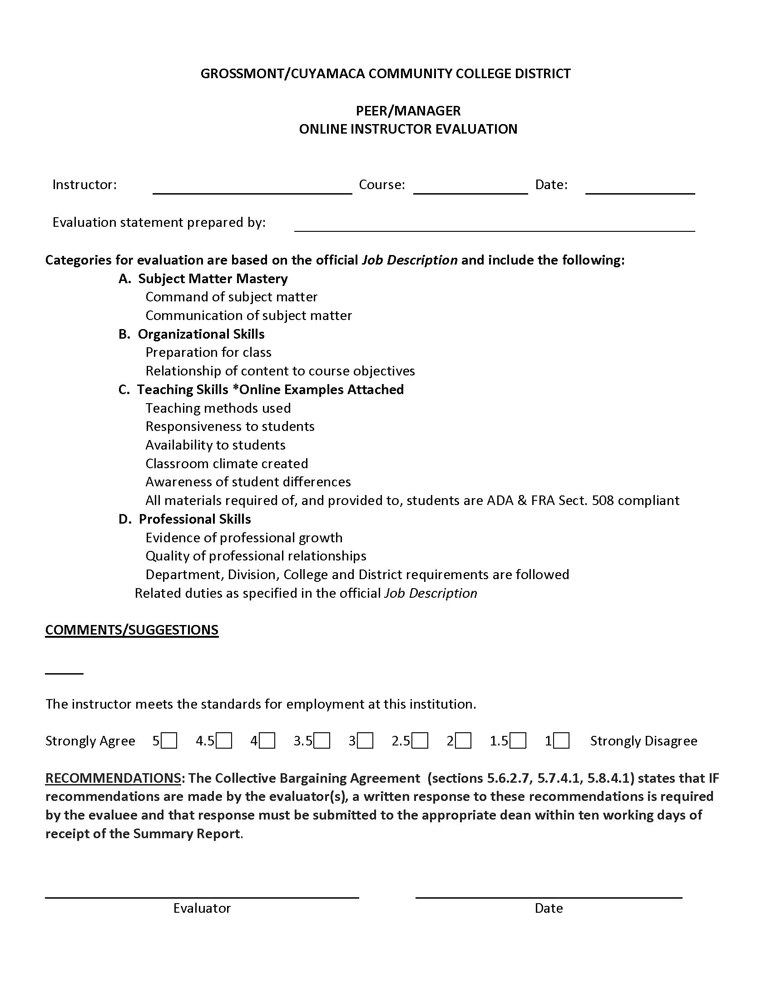 GROSSMONT/CUYAMACA COMMUNITY COLLEGE DISTRICT
PEER/MANAGER
ONLINE INSTRUCTOR EVALUATION
Instructor: Course: Date:
Evaluation statement prepared by:
Categories for evaluation are based on the official Job Description and include the following:
A. Subject Matter Mastery
Command of subject matter
Communication of subject matter
B. Organizational Skills
Preparation for class
Relationship of content to course objectives
C. Teaching Skills *Online Examples Attached
Teaching methods used
Responsiveness to students
Availability to students
Classroom climate created
Awareness of student differences
All materials required of, and provided to, students are ADA & FRA Sect. 508 compliant
D. Professional Skills
Evidence of professional growth
Quality of professional relationships
Department, Division, College and District requirements are followed
Related duties as specified in the official Job Description
COMMENTS/SUGGESTIONS
The instructor meets the standards for employment at this institution.
Strongly Agree 5 4.5 4 3.5 3 2.5 2 1.5 1 Strongly Disagree
RECOMMENDATIONS: The Collective Bargaining Agreement (sections 5.6.2.7, 5.7.4.1, 5.8.4.1) states that IF
recommendations are made by the evaluator(s), a written response to these recommendations is required
by the evaluee and that response must be submitted to the appropriate dean within ten working days of
receipt of the Summary Report.
Evaluator Date